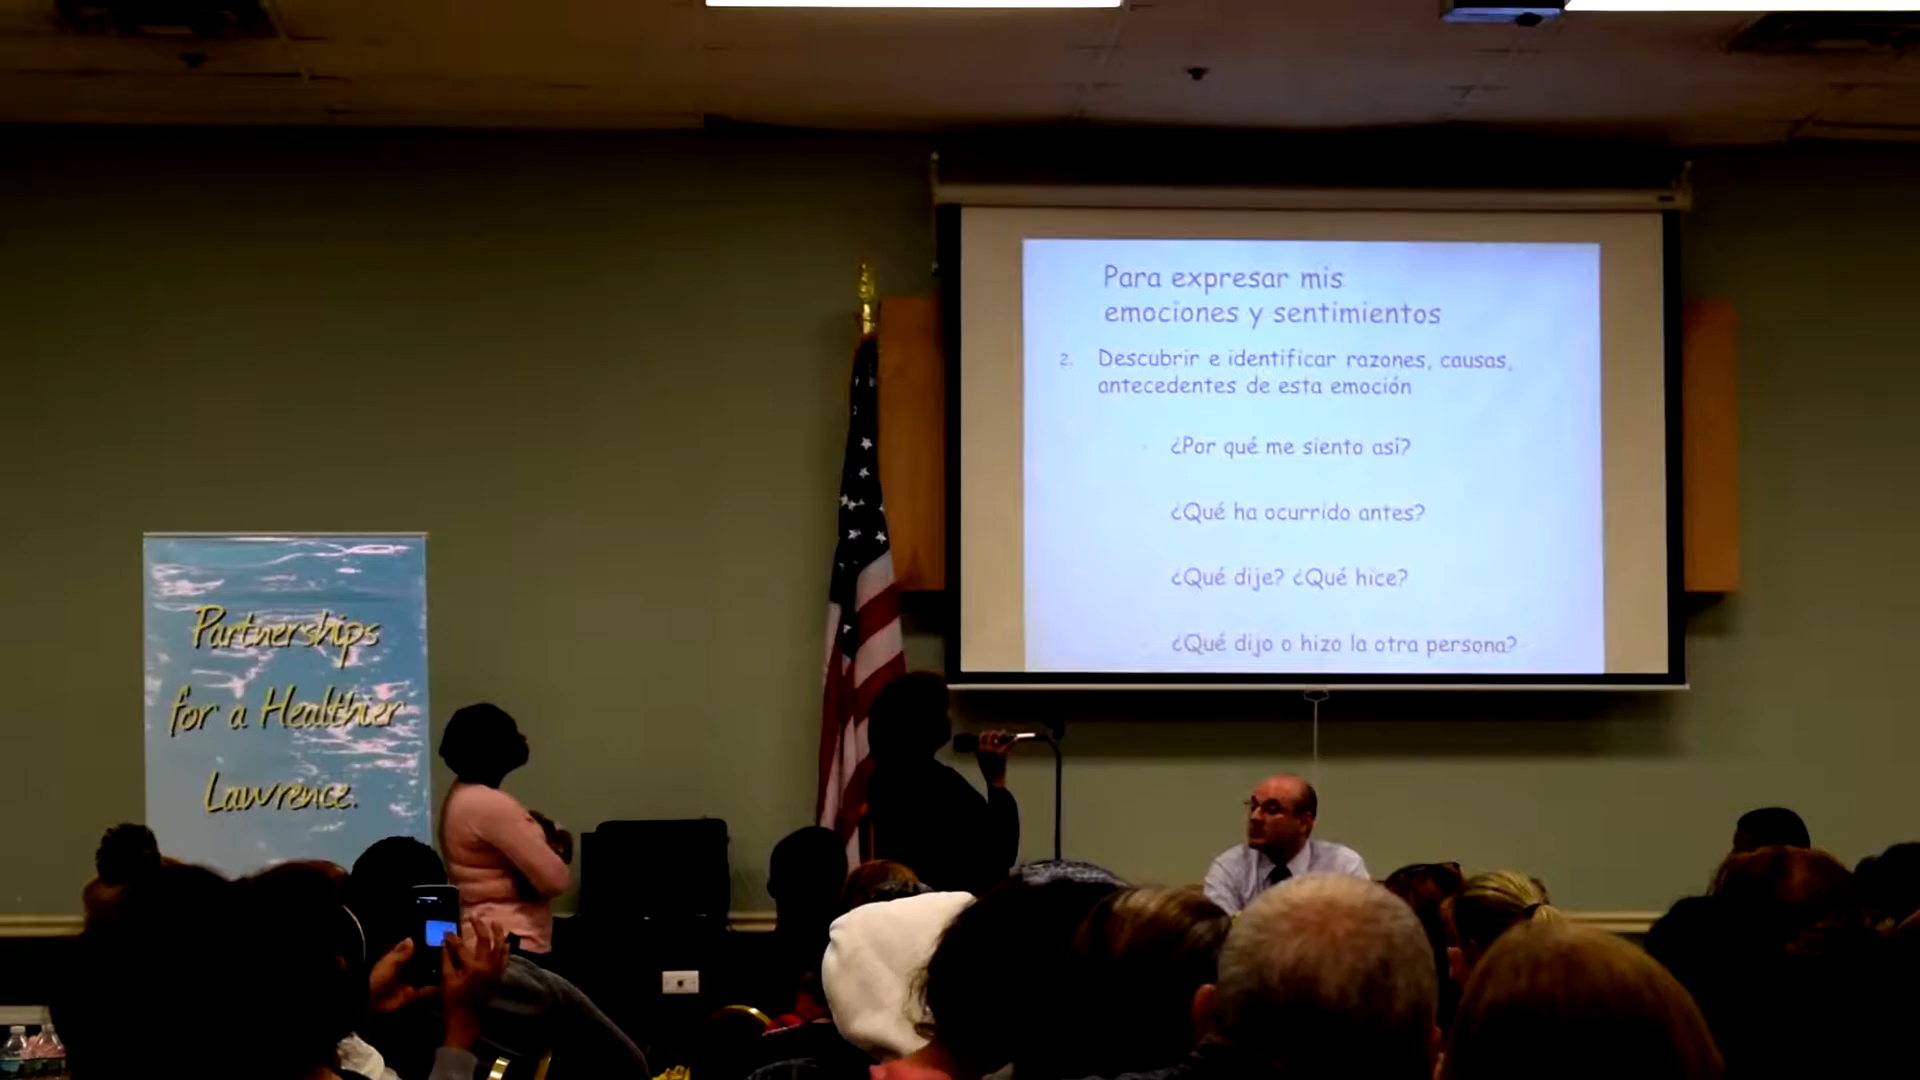 Para expresar mis
emociones y sentimientos
2. Descubrir e identificar razones, causas,
antecedentes de esta emoción
¿Por qué me siento así?
¿Qué ha ocurrido antes?
¿Qué dije? ¿Qué hice?
¿Qué dijo o hizo la otra persona?
Partnerships
for a Healthier
Lawrence.